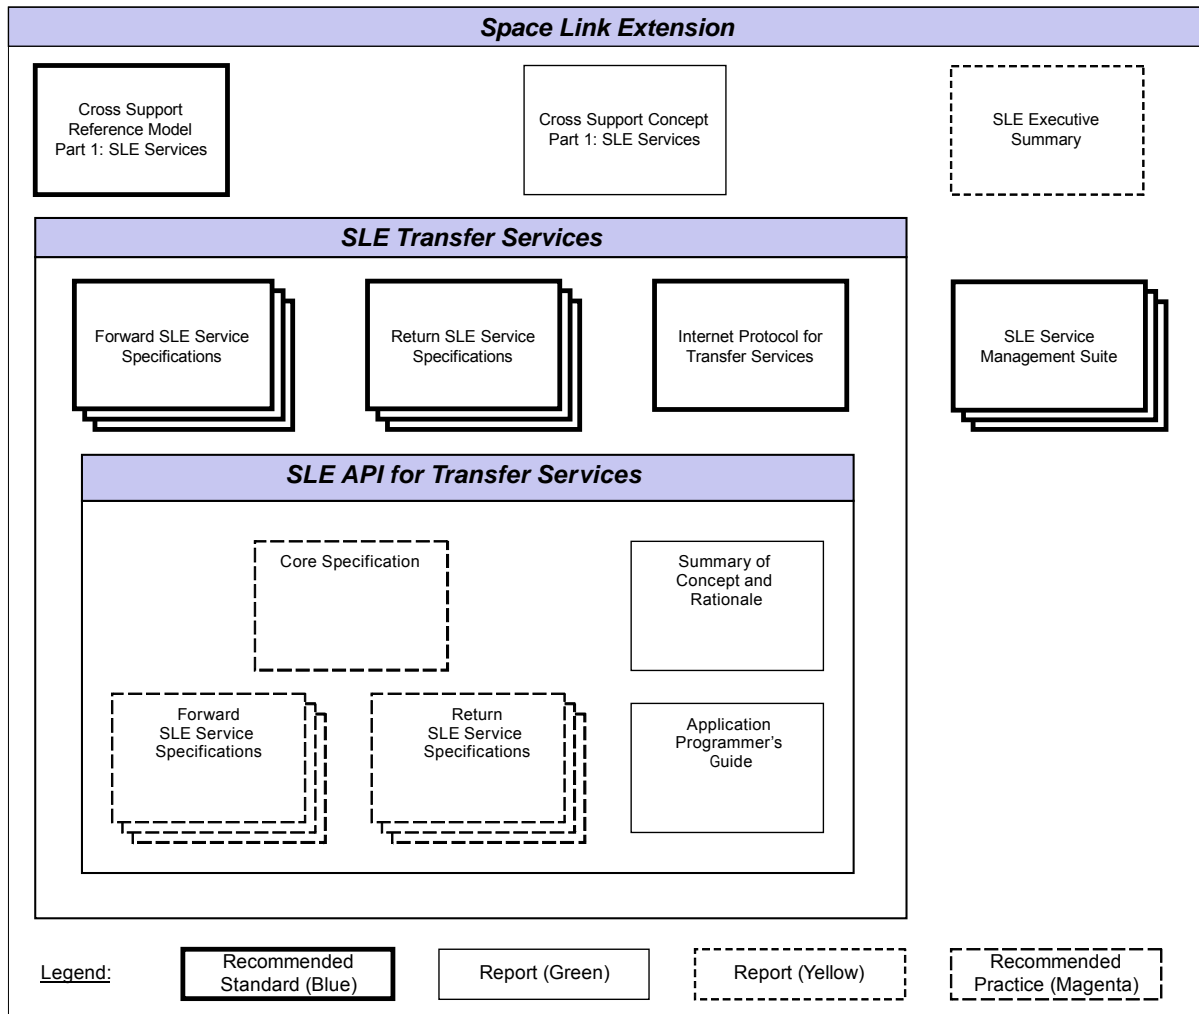 Space Link Extension
Cross Support
Reference Model
Part 1: SLE Services
Cross Support Concept
Part 1: SLE Services
SLE Executive
Summary
SLE Transfer Services
Forward SLE Service
Specifications
Return SLE Service
Specifications
Internet Protocol for
Transfer Services
SLE Service
Management Suite
SLE API for Transfer Services
Core Specification
Summary of
Concept and
Rationale
Forward
SLE Service
Specifications
Return
SLE Service
Specifications
Application
Programmer’s
Guide
Legend:
Recommended
Standard (Blue)
Report (Green)
Report (Yellow)
Recommended
Practice (Magenta)